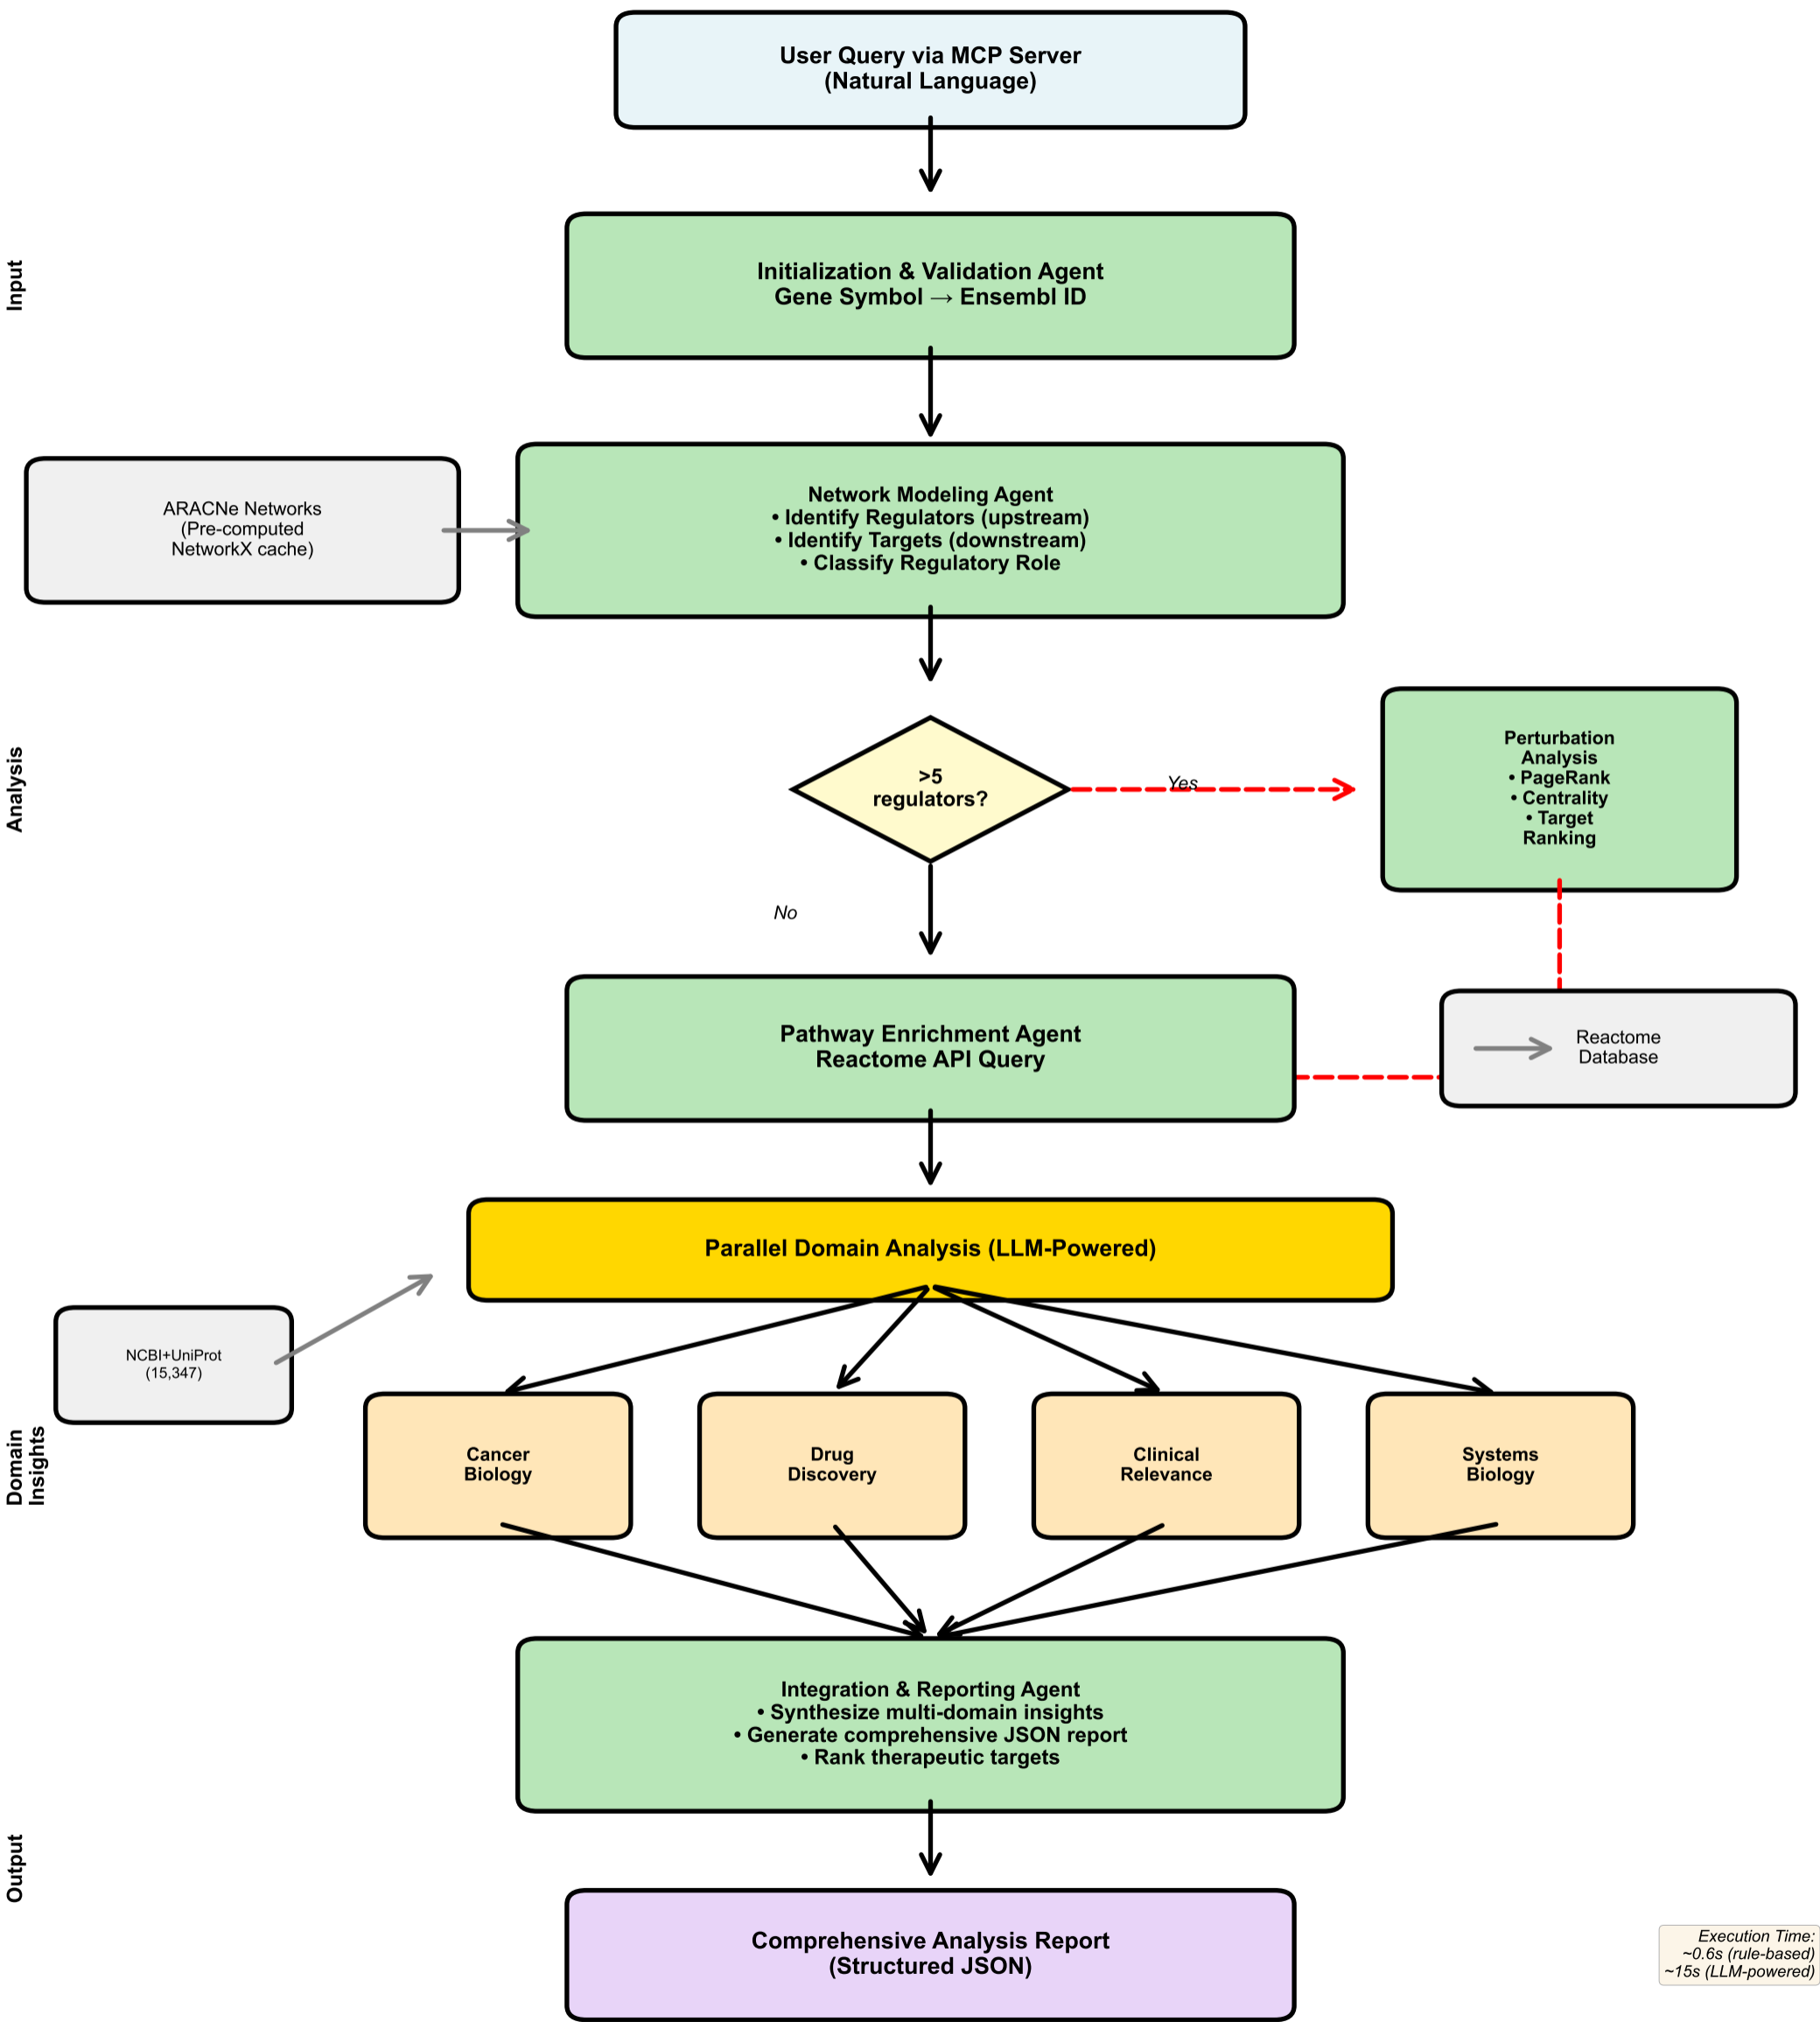 User Query via MCP Server
(Natural Language)
Input
Initialization & Validation Agent
Gene Symbol → Ensembl ID
ARACNe Networks
(Pre-computed
NetworkX cache)
Network Modeling Agent
• Identify Regulators (upstream)
• Identify Targets (downstream)
• Classify Regulatory Role
Analysis
>5
regulators?
Yes
Perturbation
Analysis
• PageRank
• Centrality
• Target
Ranking
No
Pathway Enrichment Agent
Reactome API Query
Reactome
Database
Parallel Domain Analysis (LLM-Powered)
NCBI+UniProt
(15,347)
Domain
Insights
Cancer
Biology
Drug
Discovery
Clinical
Relevance
Systems
Biology
Integration & Reporting Agent
• Synthesize multi-domain insights
• Generate comprehensive JSON report
• Rank therapeutic targets
Output
Comprehensive Analysis Report
(Structured JSON)
Execution Time:
~0.6s (rule-based)
~15s (LLM-powered)